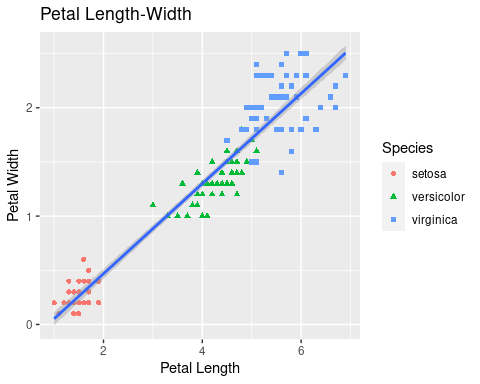 Petal Length-Width
Petal Width
2
1
0
2
4
6
Petal Length
Species
setosa
versicolor
virginica